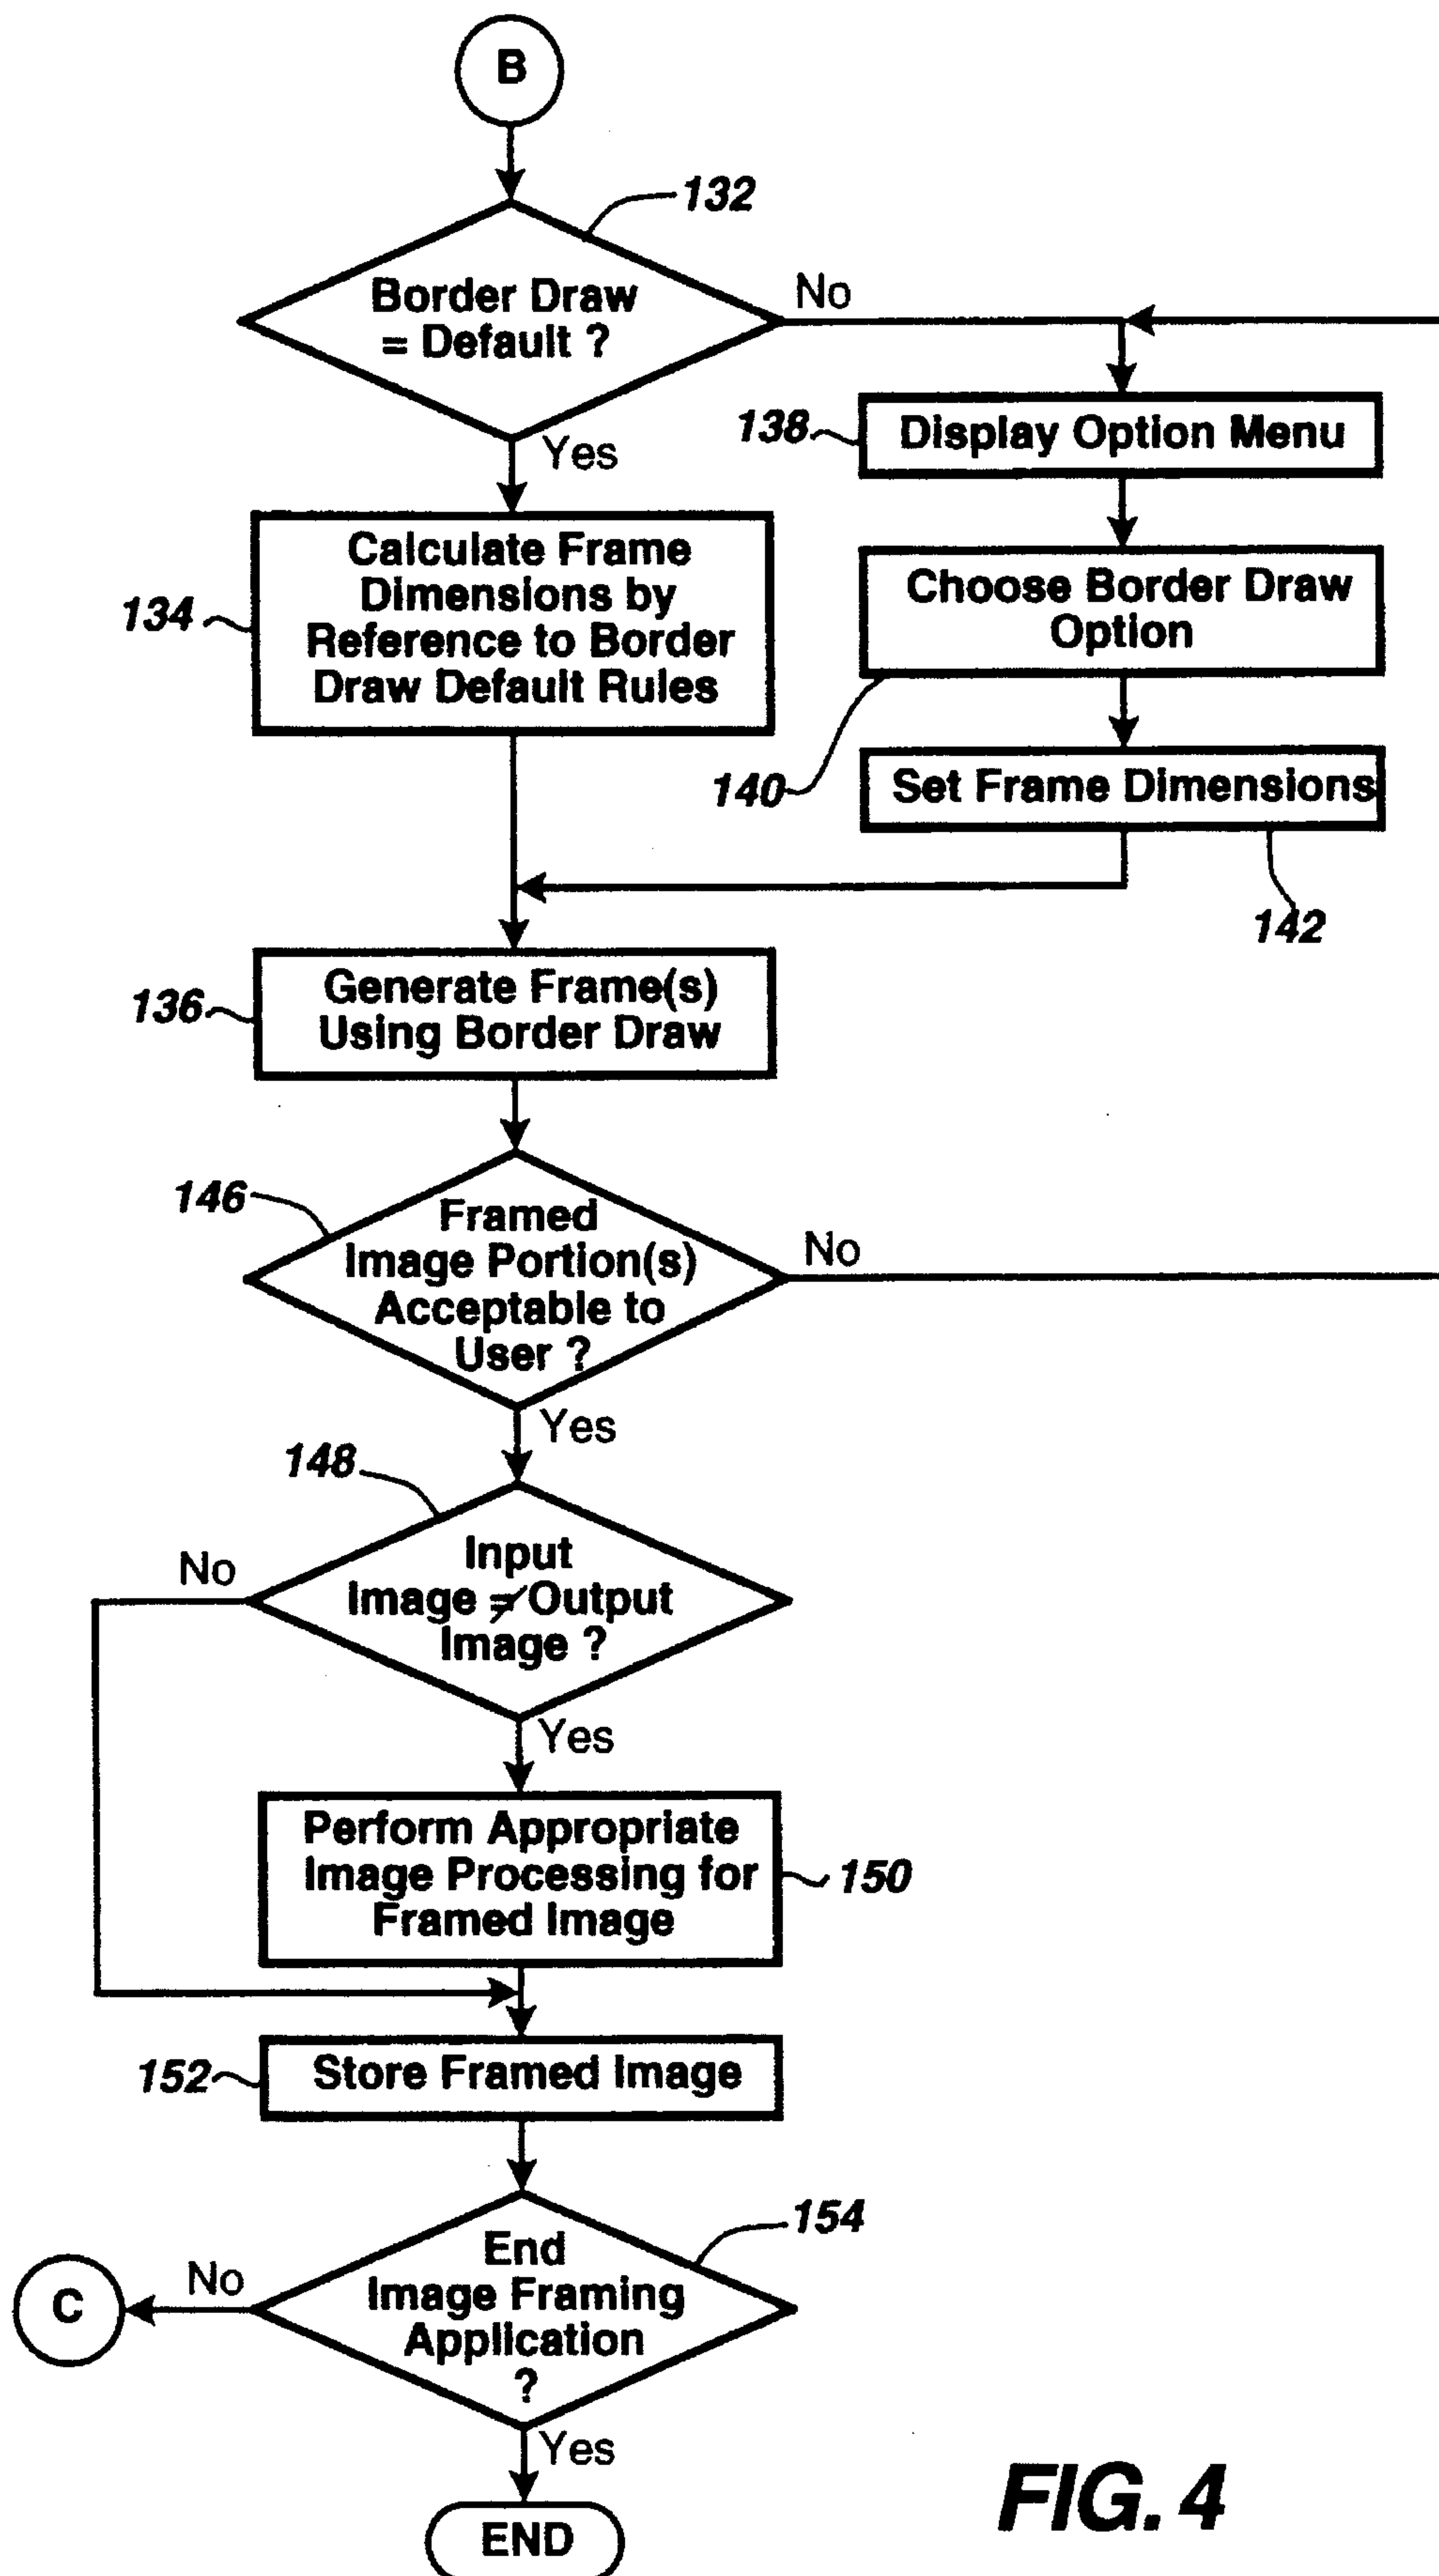 B
132
Border Draw
= Default ?
No
Yes
138
Display Option Menu
134
Calculate Frame
Dimensions by
Reference to Border
Draw Default Rules
Choose Border Draw
Option
140
Set Frame Dimensions
142
136
Generate Frame(s)
Using Border Draw
146
Framed
Image Portion(s)
Acceptable to
User ?
No
Yes
148
Input
Image ≠ Output
Image ?
No
Yes
Perform Appropriate
Image Processing for
Framed Image
150
152
Store Framed Image
154
End
Image Framing
Application
?
No
C
Yes
END
FIG. 4